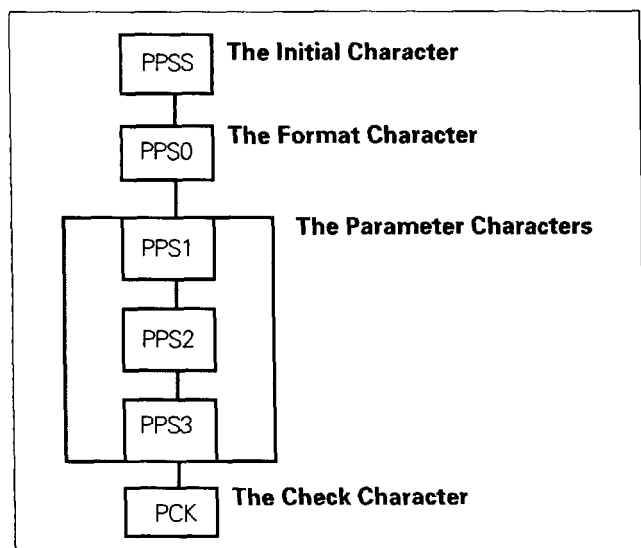 PPSS The Initial Character
PPS0 The Format Character
The Parameter Characters
PPS1
PPS2
PPS3
PCK The Check Character